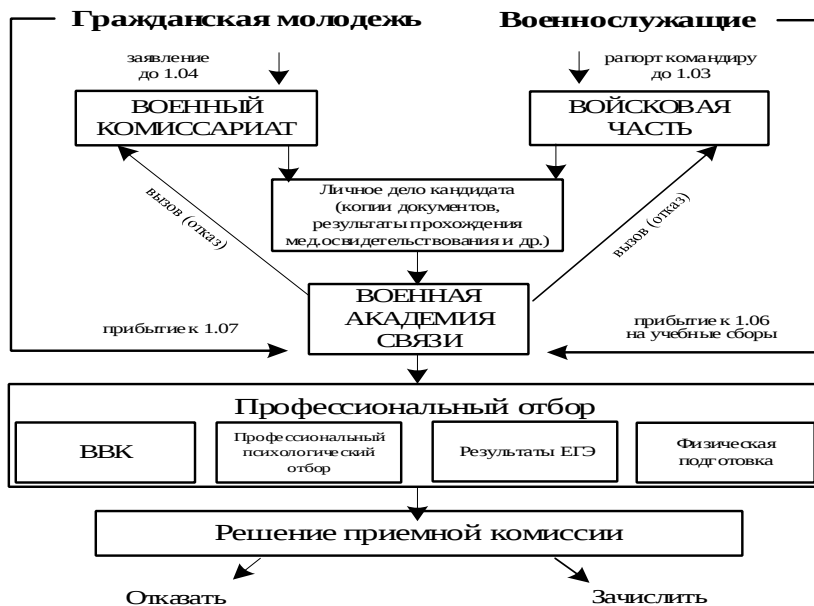 Гражданская молодежь
Военнослужащие
заявление
до 1.04
рапорт командиру
до 1.03
ВОЕННЫЙ
КОМИССАРИАТ
ВОЙСКОВАЯ
ЧАСТЬ
Личное дело кандидата
(копии документов,
результаты прохождения
мед.освидетельствования и др.)
вызов (отказ)
вызов (отказ)
ВОЕННАЯ
АКАДЕМИЯ
СВЯЗИ
прибытие к 1.07
прибытие к 1.06
на учебные сборы
Профессиональный отбор
ВВК
Профессиональный
психологический
отбор
Результаты ЕГЭ
Физическая
подготовка
Решение приемной комиссии
Отказать
Зачислить